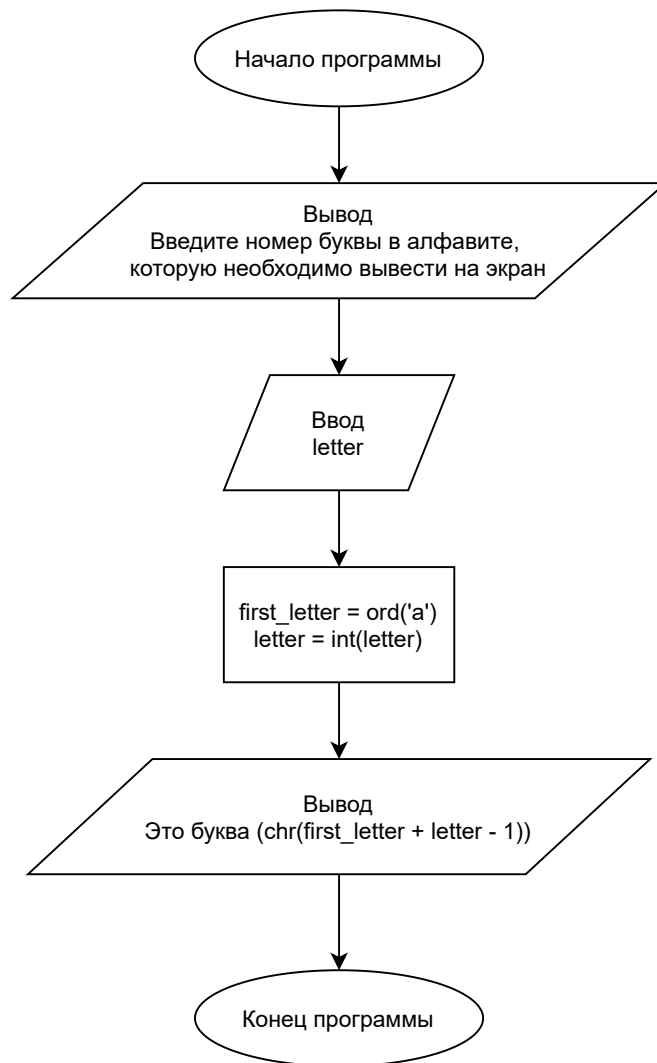 Начало программы
Вывод
Введите номер буквы в алфавите,
которую необходимо вывести на экран
Ввод
letter
first_letter = ord('a')
letter = int(letter)
Вывод
Это буква (chr(first_letter + letter - 1))
Конец программы